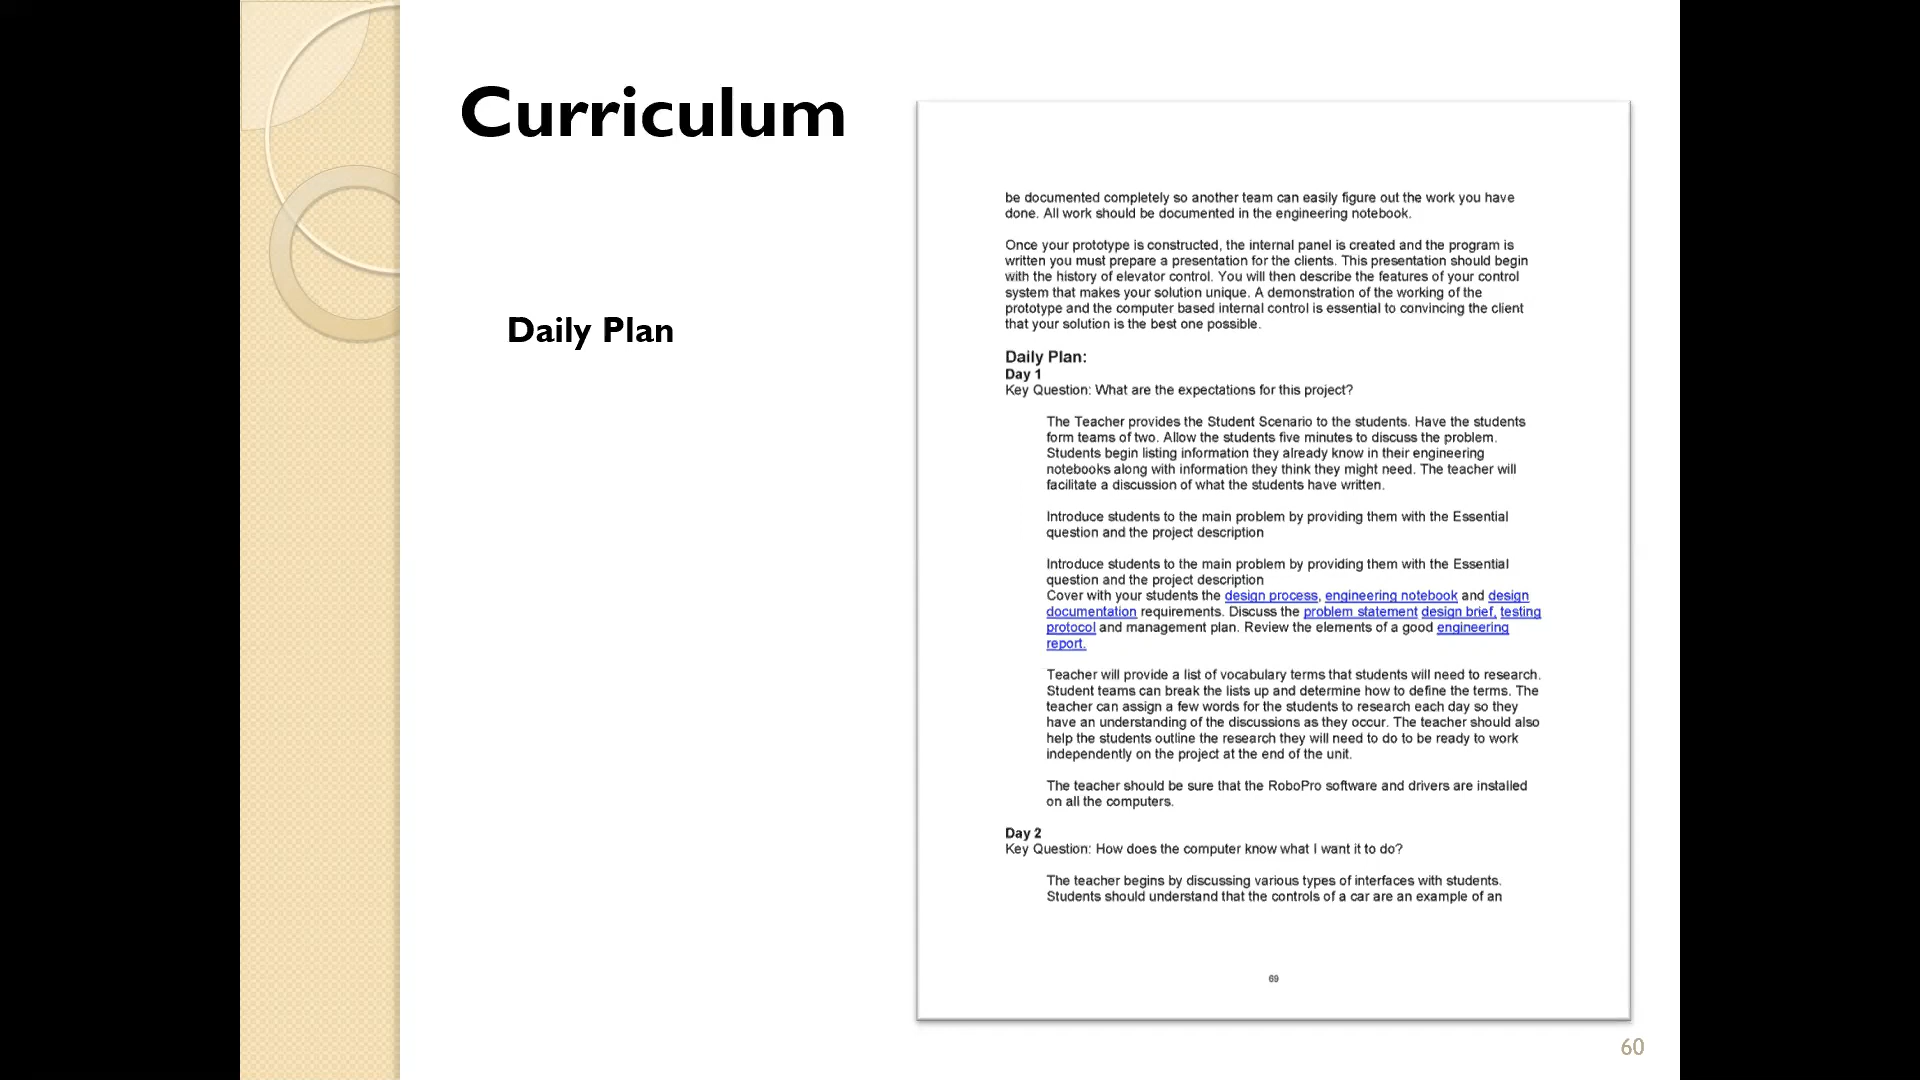 Curriculum
Daily Plan
be documented completely so another team can easily figure out the work you have
done. All work should be documented in the engineering notebook.
Once your prototype is constructed, the internal panel is created and the program is
written you must prepare a presentation for the clients. This presentation should begin
with the history of elevator control. You will then describe the features of your control
system that makes your solution unique. A demonstration of the working of the
prototype and the computer based internal control is essential to convincing the client
that your solution is the best one possible.
Daily Plan:
Day 1
Key Question: What are the expectations for this project?
The Teacher provides the Student Scenario to the students. Have the students
form teams of two. Allow the students five minutes to discuss the problem.
Students begin listing information they already know in their engineering
notebooks along with information they think they might need. The teacher will
facilitate a discussion of what the students have written.
Introduce students to the main problem by providing them with the Essential
question and the project description
Introduce students to the main problem by providing them with the Essential
question and the project description
Cover with your students the design process, engineering notebook and design
documentation requirements. Discuss the problem statement design brief, testing
protocol and management plan. Review the elements of a good engineering
report.
Teacher will provide a list of vocabulary terms that students will need to research.
Student teams can break the lists up and determine how to define the terms. The
teacher can assign a few words for the students to research each day so they
have an understanding of the discussions as they occur. The teacher should also
help the students outline the research they will need to do to be ready to work
independently on the project at the end of the unit.
The teacher should be sure that the RoboPro software and drivers are installed
on all the computers.
Day 2
Key Question: How does the computer know what I want it to do?
The teacher begins by discussing various types of interfaces with students.
Students should understand that the controls of a car are an example of an
69
60